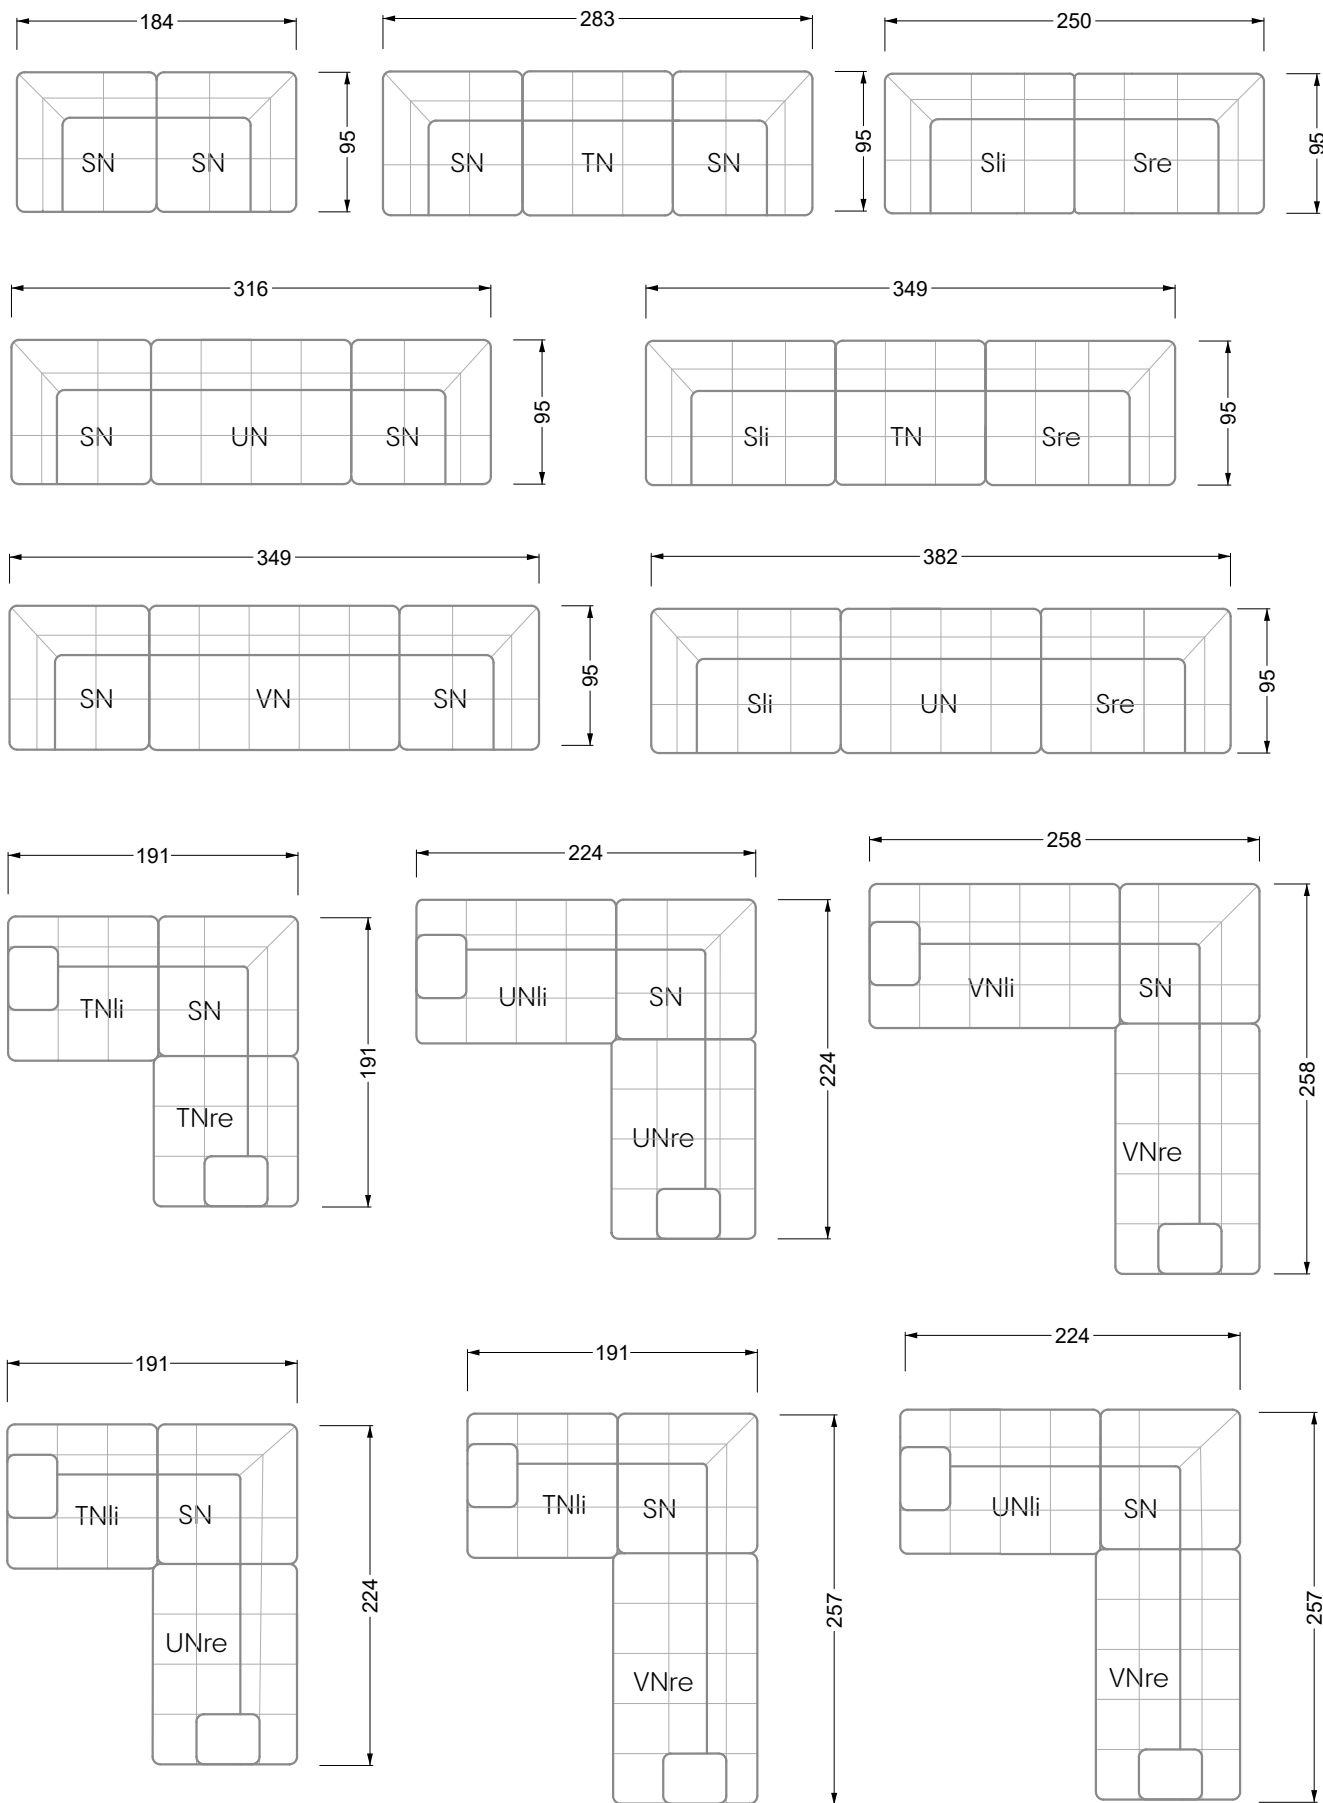 184
283
250
95
95
95
SN SN
SN TN SN
Sli Sre
316
349
95
95
SN UN SN
Sli TN Sre
349
382
95
95
SN VN SN
Sli UN Sre
191
224
258
TNli SN
191
TNre
UNli SN
224
UNre
VNli SN
258
VNre
191
191
224
TNli SN
224
UNre
TNli SN
257
VNre
UNli SN
257
VNre